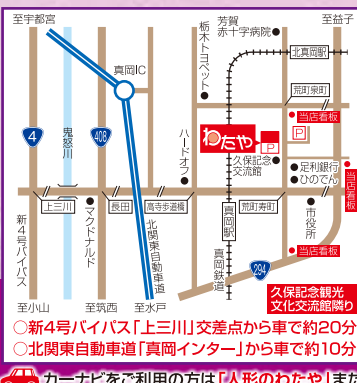 至宇都宮
至益子
芳賀
赤十字病院
栃木トヨペット
北真岡駅
真岡IC
荒町泉町
当店看板
P
4
鬼怒川
408
ハードオフ
わたや
P
久保記念
交流館
足利銀行
ひのでん
当店看板
上三川
マクドナルド
長田
高寺歩道橋
真岡駅
荒町寿町
市役所
新4号バイパス
北関東自動車道
真岡鉄道
294
当店看板
至小山
至筑西
至水戸
久保記念観光
文化交流館隣り
○新4号バイパス「上三川」交差点から車で約20分
○北関東自動車道「真岡インター」から車で約10分
カーナビをご利用の方は「人形のわたや」また